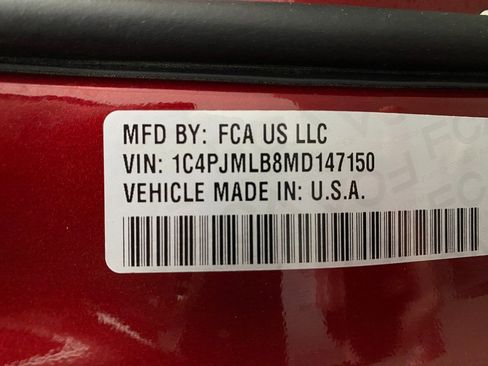 MFD BY: FCA US LLC
VIN: 1C4PJMLB8MD147150
VEHICLE MADE IN: U.S.A.